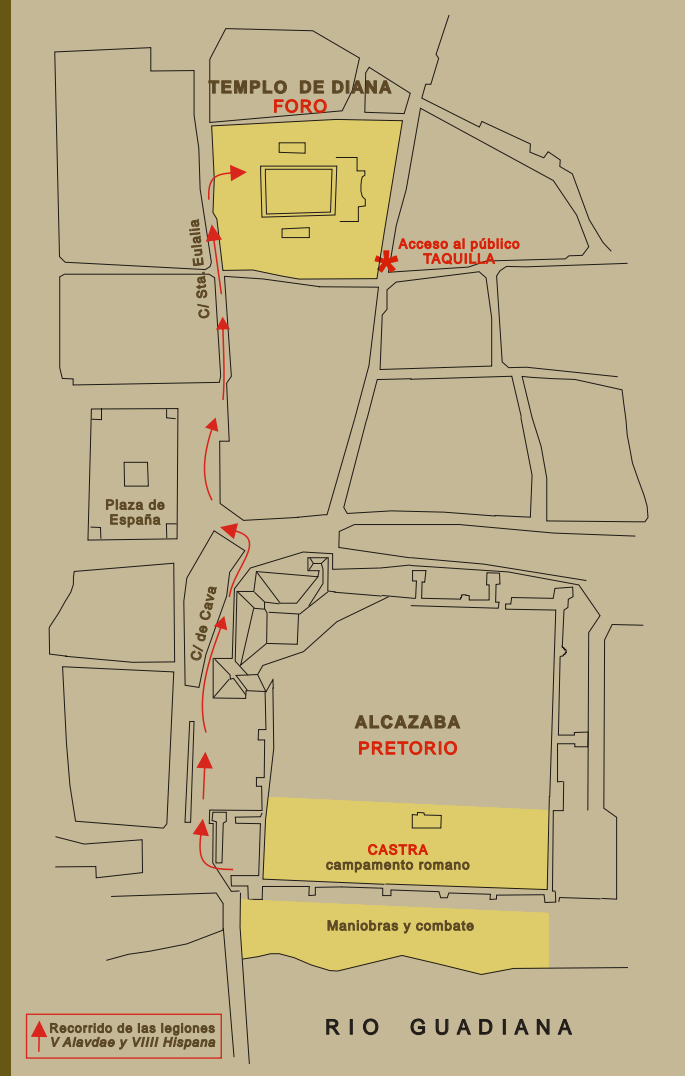 TEMPLO DE DIANA
FORO
C/ Sta. Eulalia
Acceso al público
TAQUILLA
Plaza de
España
C/ de Cava
ALCAZABA
PRETORIO
CASTRA
campamento romano
Maniobras y combate
RIO GUADIANA
Recorrido de las legiones
V Alavdae y VIIII Hispana